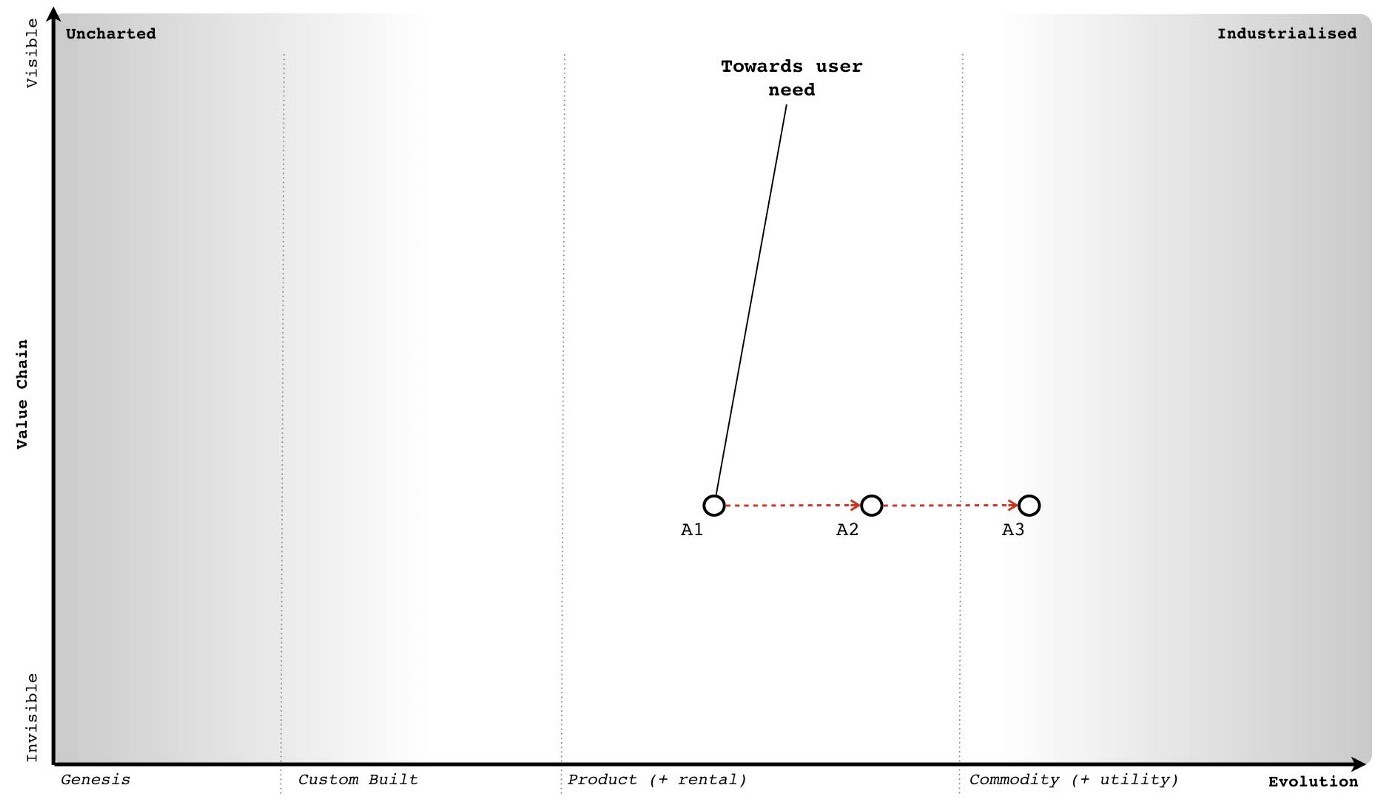 Uncharted
Industrialised
Visible
Towards user
need
Value Chain
A1
A2
A3
Invisible
Genesis
Custom Built
Product (+ rental)
Commodity (+ utility)
Evolution